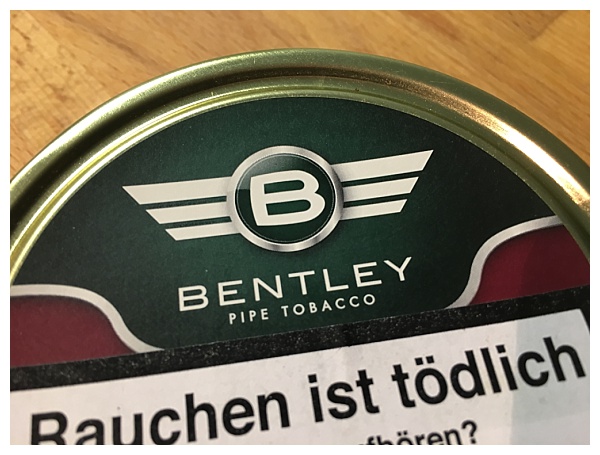 B
BENTLEY
PIPE TOBACCO
Rauchen ist tödlich